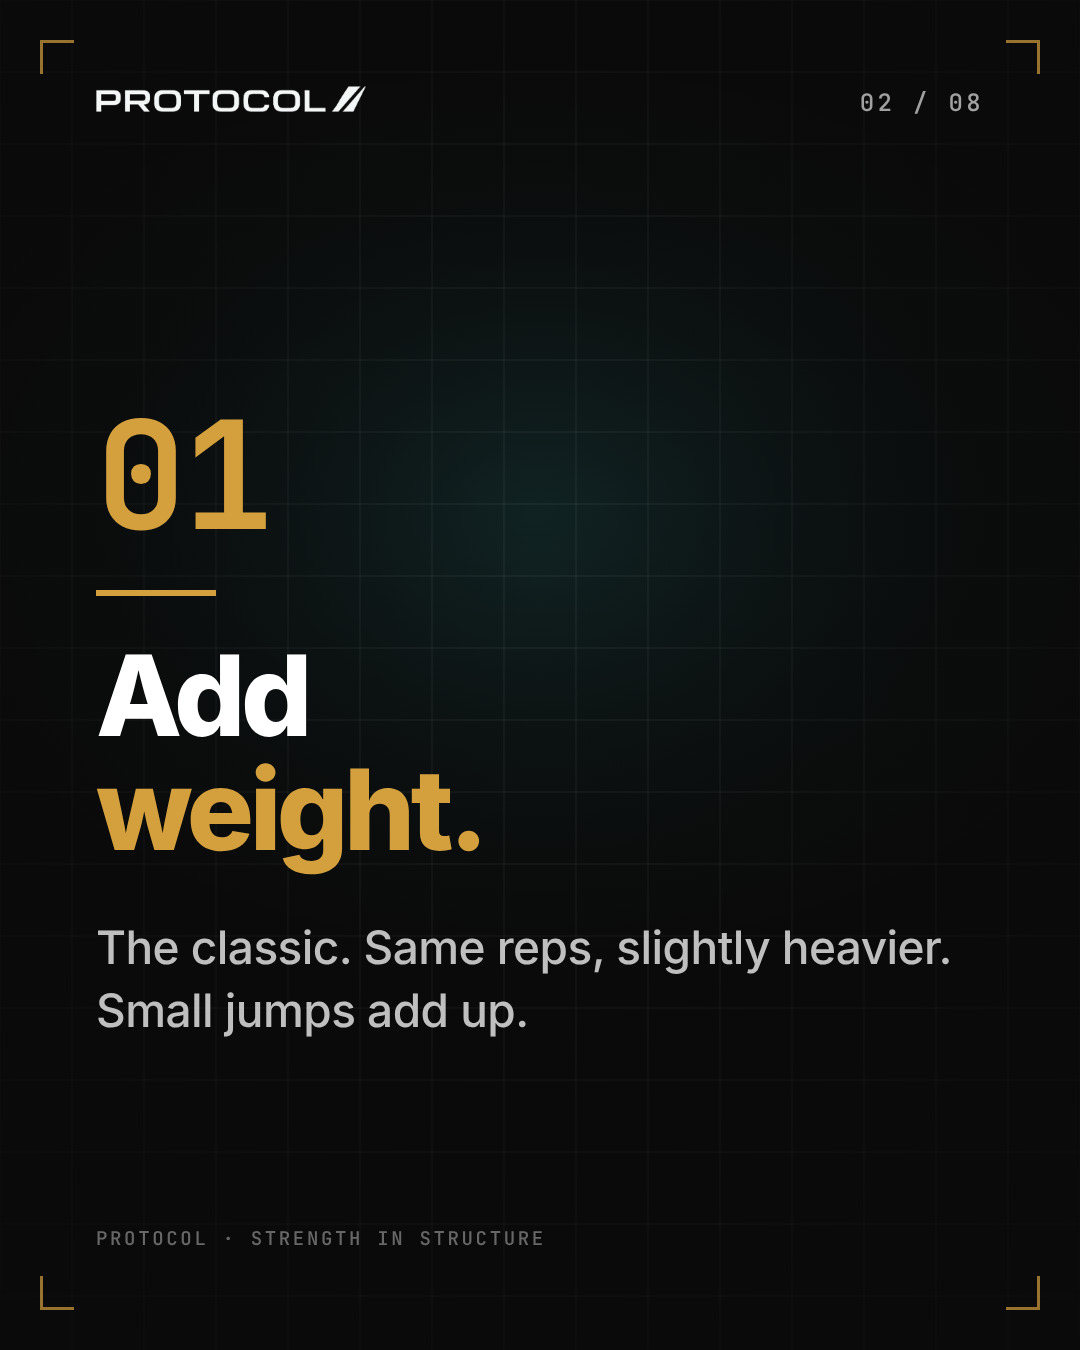 PROTOCOL
02 / 08
01
Add
weight.
The classic. Same reps, slightly heavier.
Small jumps add up.
PROTOCOL · STRENGTH IN STRUCTURE